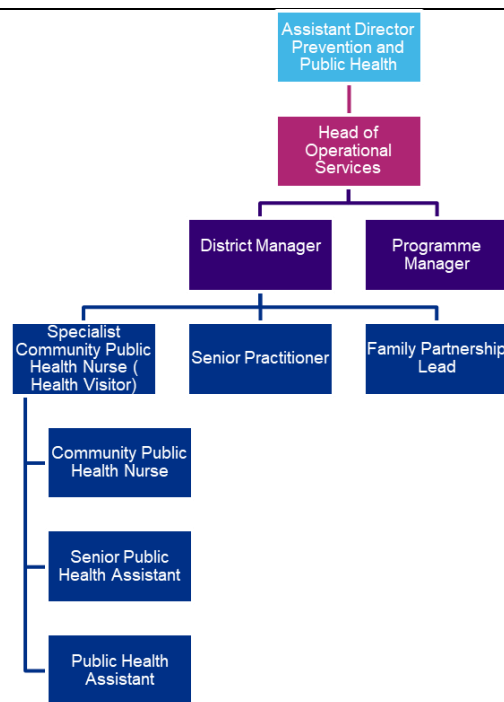 Assistant Director
Prevention and
Public Health
Head of
Operational
Services
District Manager
Programme
Manager
Specialist
Community Public
Health Nurse (
Health Visitor)
Senior Practitioner
Family Partnership
Lead
Community Public
Health Nurse
Senior Public
Health Assistant
Public Health
Assistant